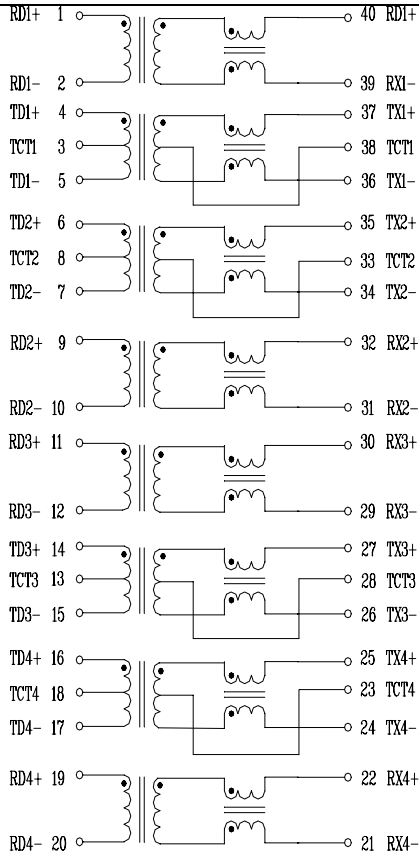 RD1+ 1 40 RD1+
RD1- 2 39 RX1-
TD1+ 4 37 TX1+
TCT1 3 38 TCT1
TD1- 5 36 TX1-
TD2+ 6 35 TX2+
TCT2 8 33 TCT2
TD2- 7 34 TX2-
RD2+ 9 32 RX2+
RD2- 10 31 RX2-
RD3+ 11 30 RX3+
RD3- 12 29 RX3-
TD3+ 14 27 TX3+
TCT3 13 28 TCT3
TD3- 15 26 TX3-
TD4+ 16 25 TX4+
TCT4 18 23 TCT4
TD4- 17 24 TX4-
RD4+ 19 22 RX4+
RD4- 20 21 RX4-